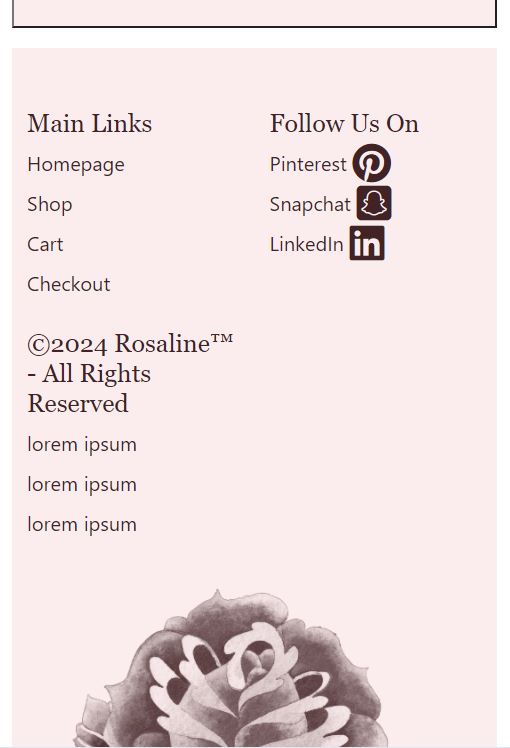 Main Links
Homepage
Shop
Cart
Checkout
Follow Us On
Pinterest
Snapchat
LinkedIn in
©2024 Rosaline™
- All Rights
Reserved
lorem ipsum
lorem ipsum
lorem ipsum